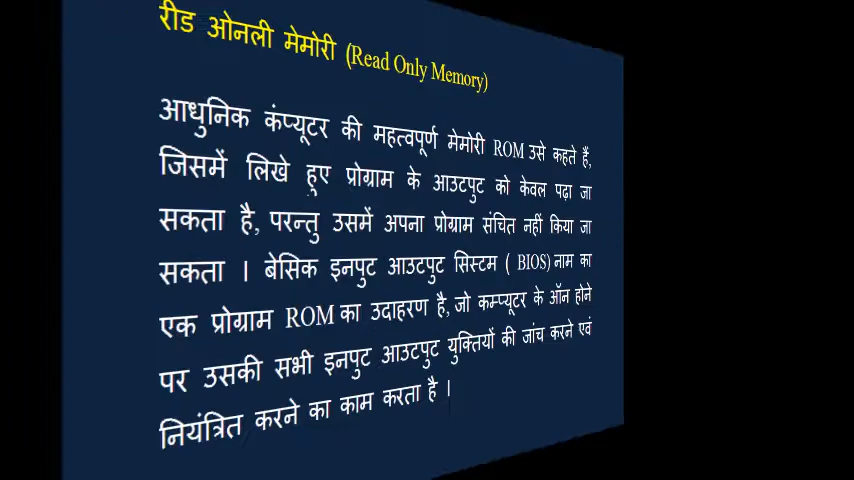 रीड ओनली मेमोरी (Read Only Memory)
आधुनिक कंप्यूटर की महत्वपूर्ण मेमोरी ROM उसे कहते हैं,
जिसमें लिखे हूए प्रोग्राम के आउटपुट को केवल पढ़ा जा
सकता है, परन्तु उसमें अपना प्रोग्राम संचित नहीं किया जा
सकता । बेसिक इनपुट आउटपुट सिस्टम ( BIOS) नाम का
एक प्रोग्राम ROM का उदाहरण है, जो कम्प्यूटर के ऑन होने
पर उसकी सभी इनपुट आउटपुट युक्तियों की जांच करने एवं
नियंत्रित करने का काम करता है ।